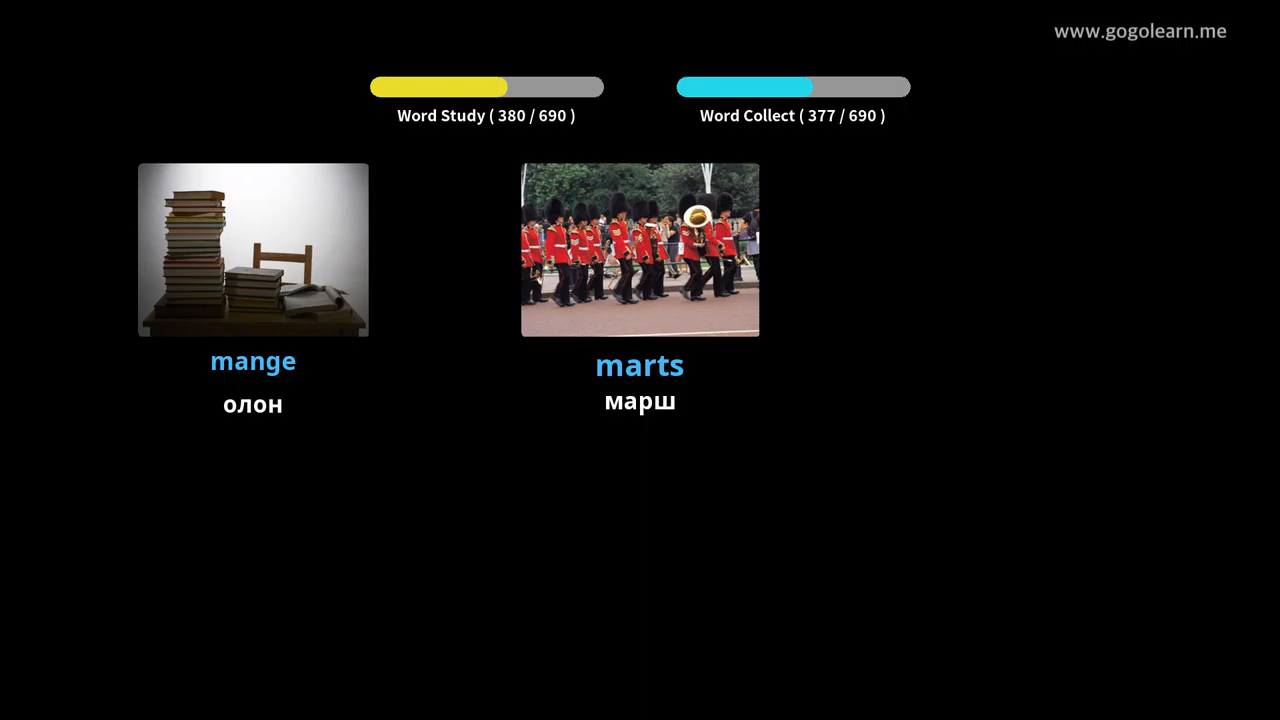 www.gogolearn.me
Word Study ( 380 / 690 )
Word Collect ( 377 / 690 )
mange
олон
marts
марш